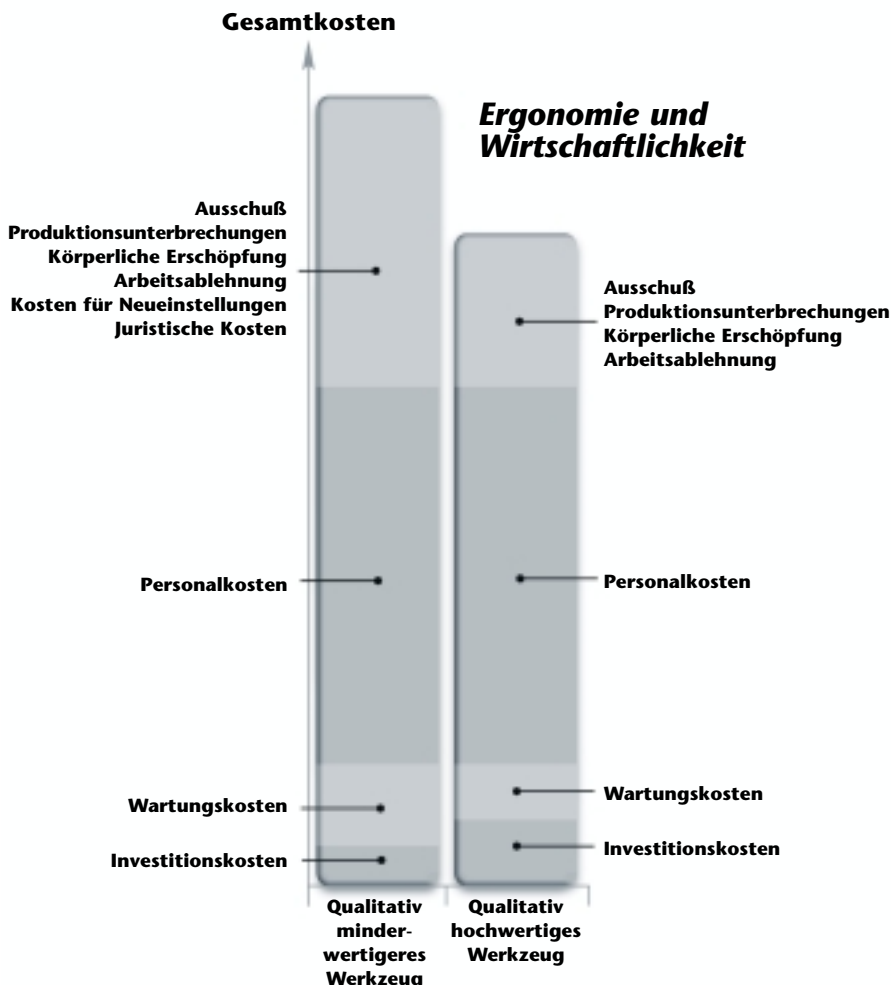 Gesamtkosten
Ergonomie und
Wirtschaftlichkeit
Ausschuß
Produktionsunterbrechungen
Körperliche Erschöpfung
Arbeitsablehnung
Kosten für Neueinstellungen
Juristische Kosten
Ausschuß
Produktionsunterbrechungen
Körperliche Erschöpfung
Arbeitsablehnung
Personalkosten
Personalkosten
Wartungskosten
Wartungskosten
Investitionskosten
Investitionskosten
Qualitativ
minder-
wertigeres
Werkzeug
Qualitativ
hochwertiges
Werkzeug